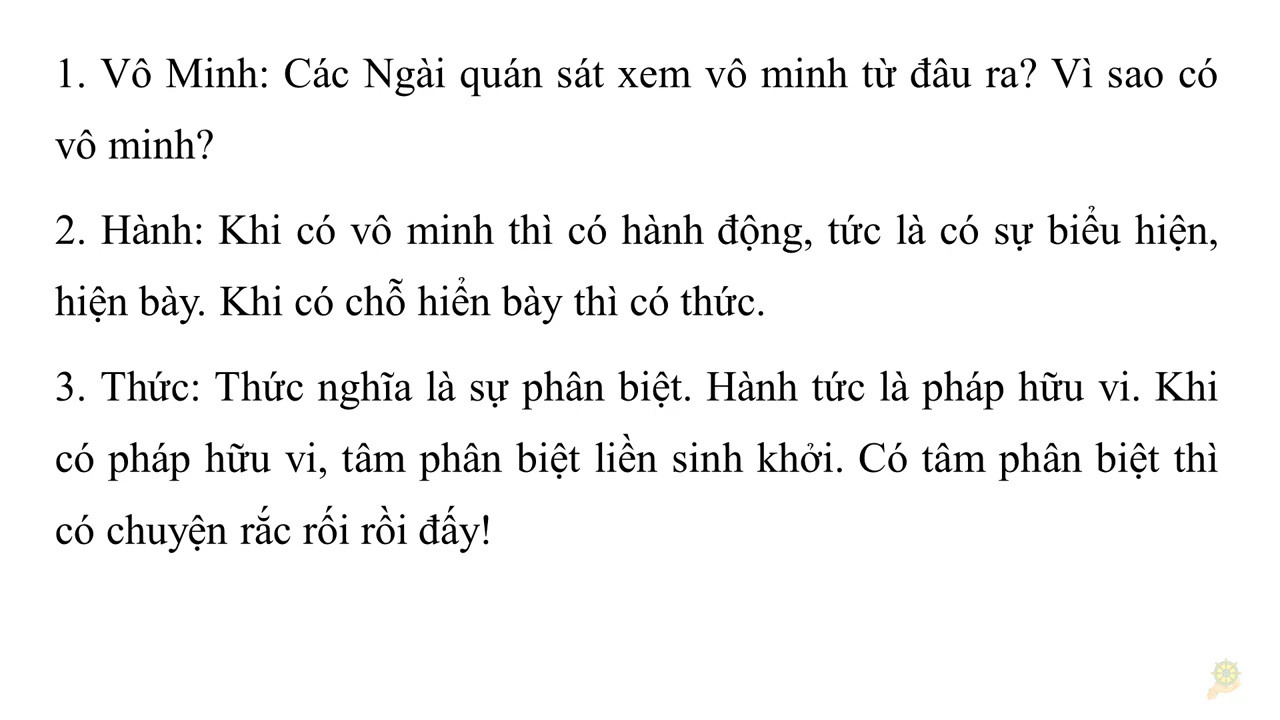 1. Vô Minh: Các Ngài quán sát xem vô minh từ đâu ra? Vì sao có
vô minh?
2. Hành: Khi có vô minh thì có hành động, tức là có sự biểu hiện,
hiện bày. Khi có chỗ hiển bày thì có thức.
3. Thức: Thức nghĩa là sự phân biệt. Hành tức là pháp hữu vi. Khi
có pháp hữu vi, tâm phân biệt liền sinh khởi. Có tâm phân biệt thì
có chuyện rắc rối rồi đấy!